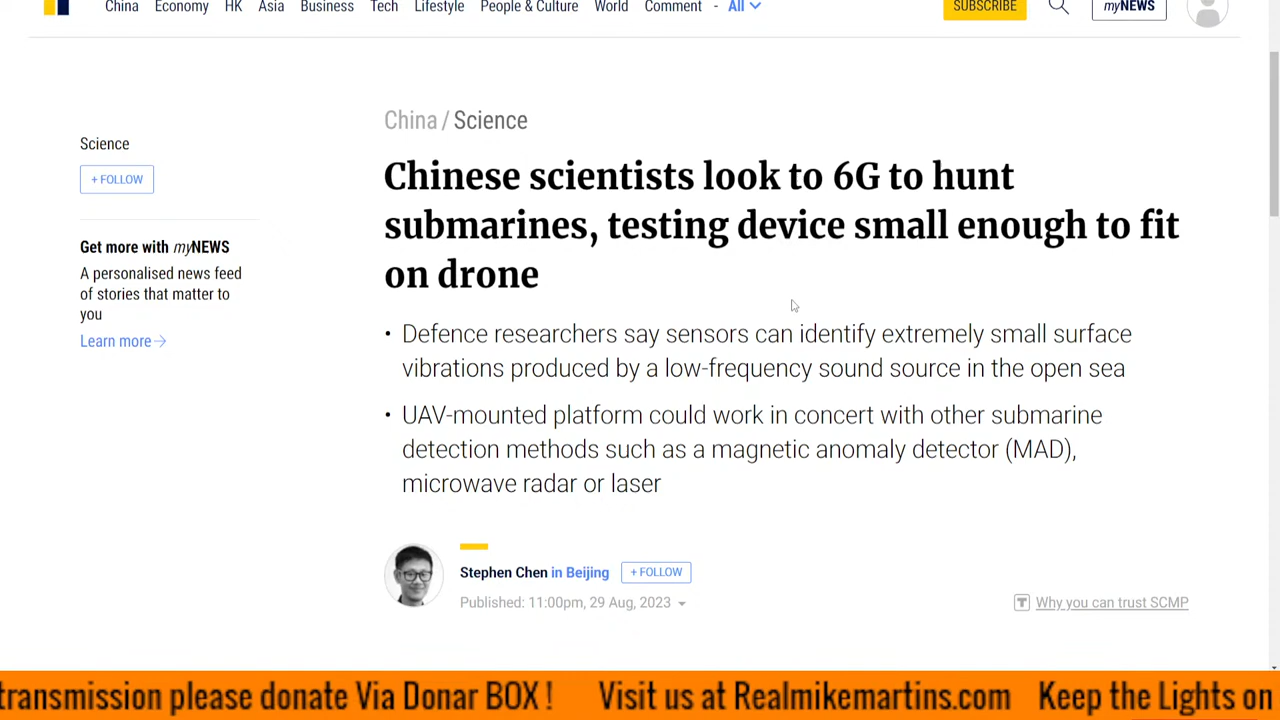 China Economy HK Asia Business Tech Lifestyle People & Culture World Comment - All
SUBSCRIBE
myNEWS
China / Science
Science
+ FOLLOW
Chinese scientists look to 6G to hunt
submarines, testing device small enough to fit
on drone
Get more with myNEWS
A personalised news feed
of stories that matter to
you
Learn more
• Defence researchers say sensors can identify extremely small surface
vibrations produced by a low-frequency sound source in the open sea
• UAV-mounted platform could work in concert with other submarine
detection methods such as a magnetic anomaly detector (MAD),
microwave radar or laser
Stephen Chen in Beijing
+ FOLLOW
Published: 11:00pm, 29 Aug, 2023
Why you can trust SCMP
transmission please donate Via Donar BOX ! Visit us at Realmikemartins.com Keep the Lights on